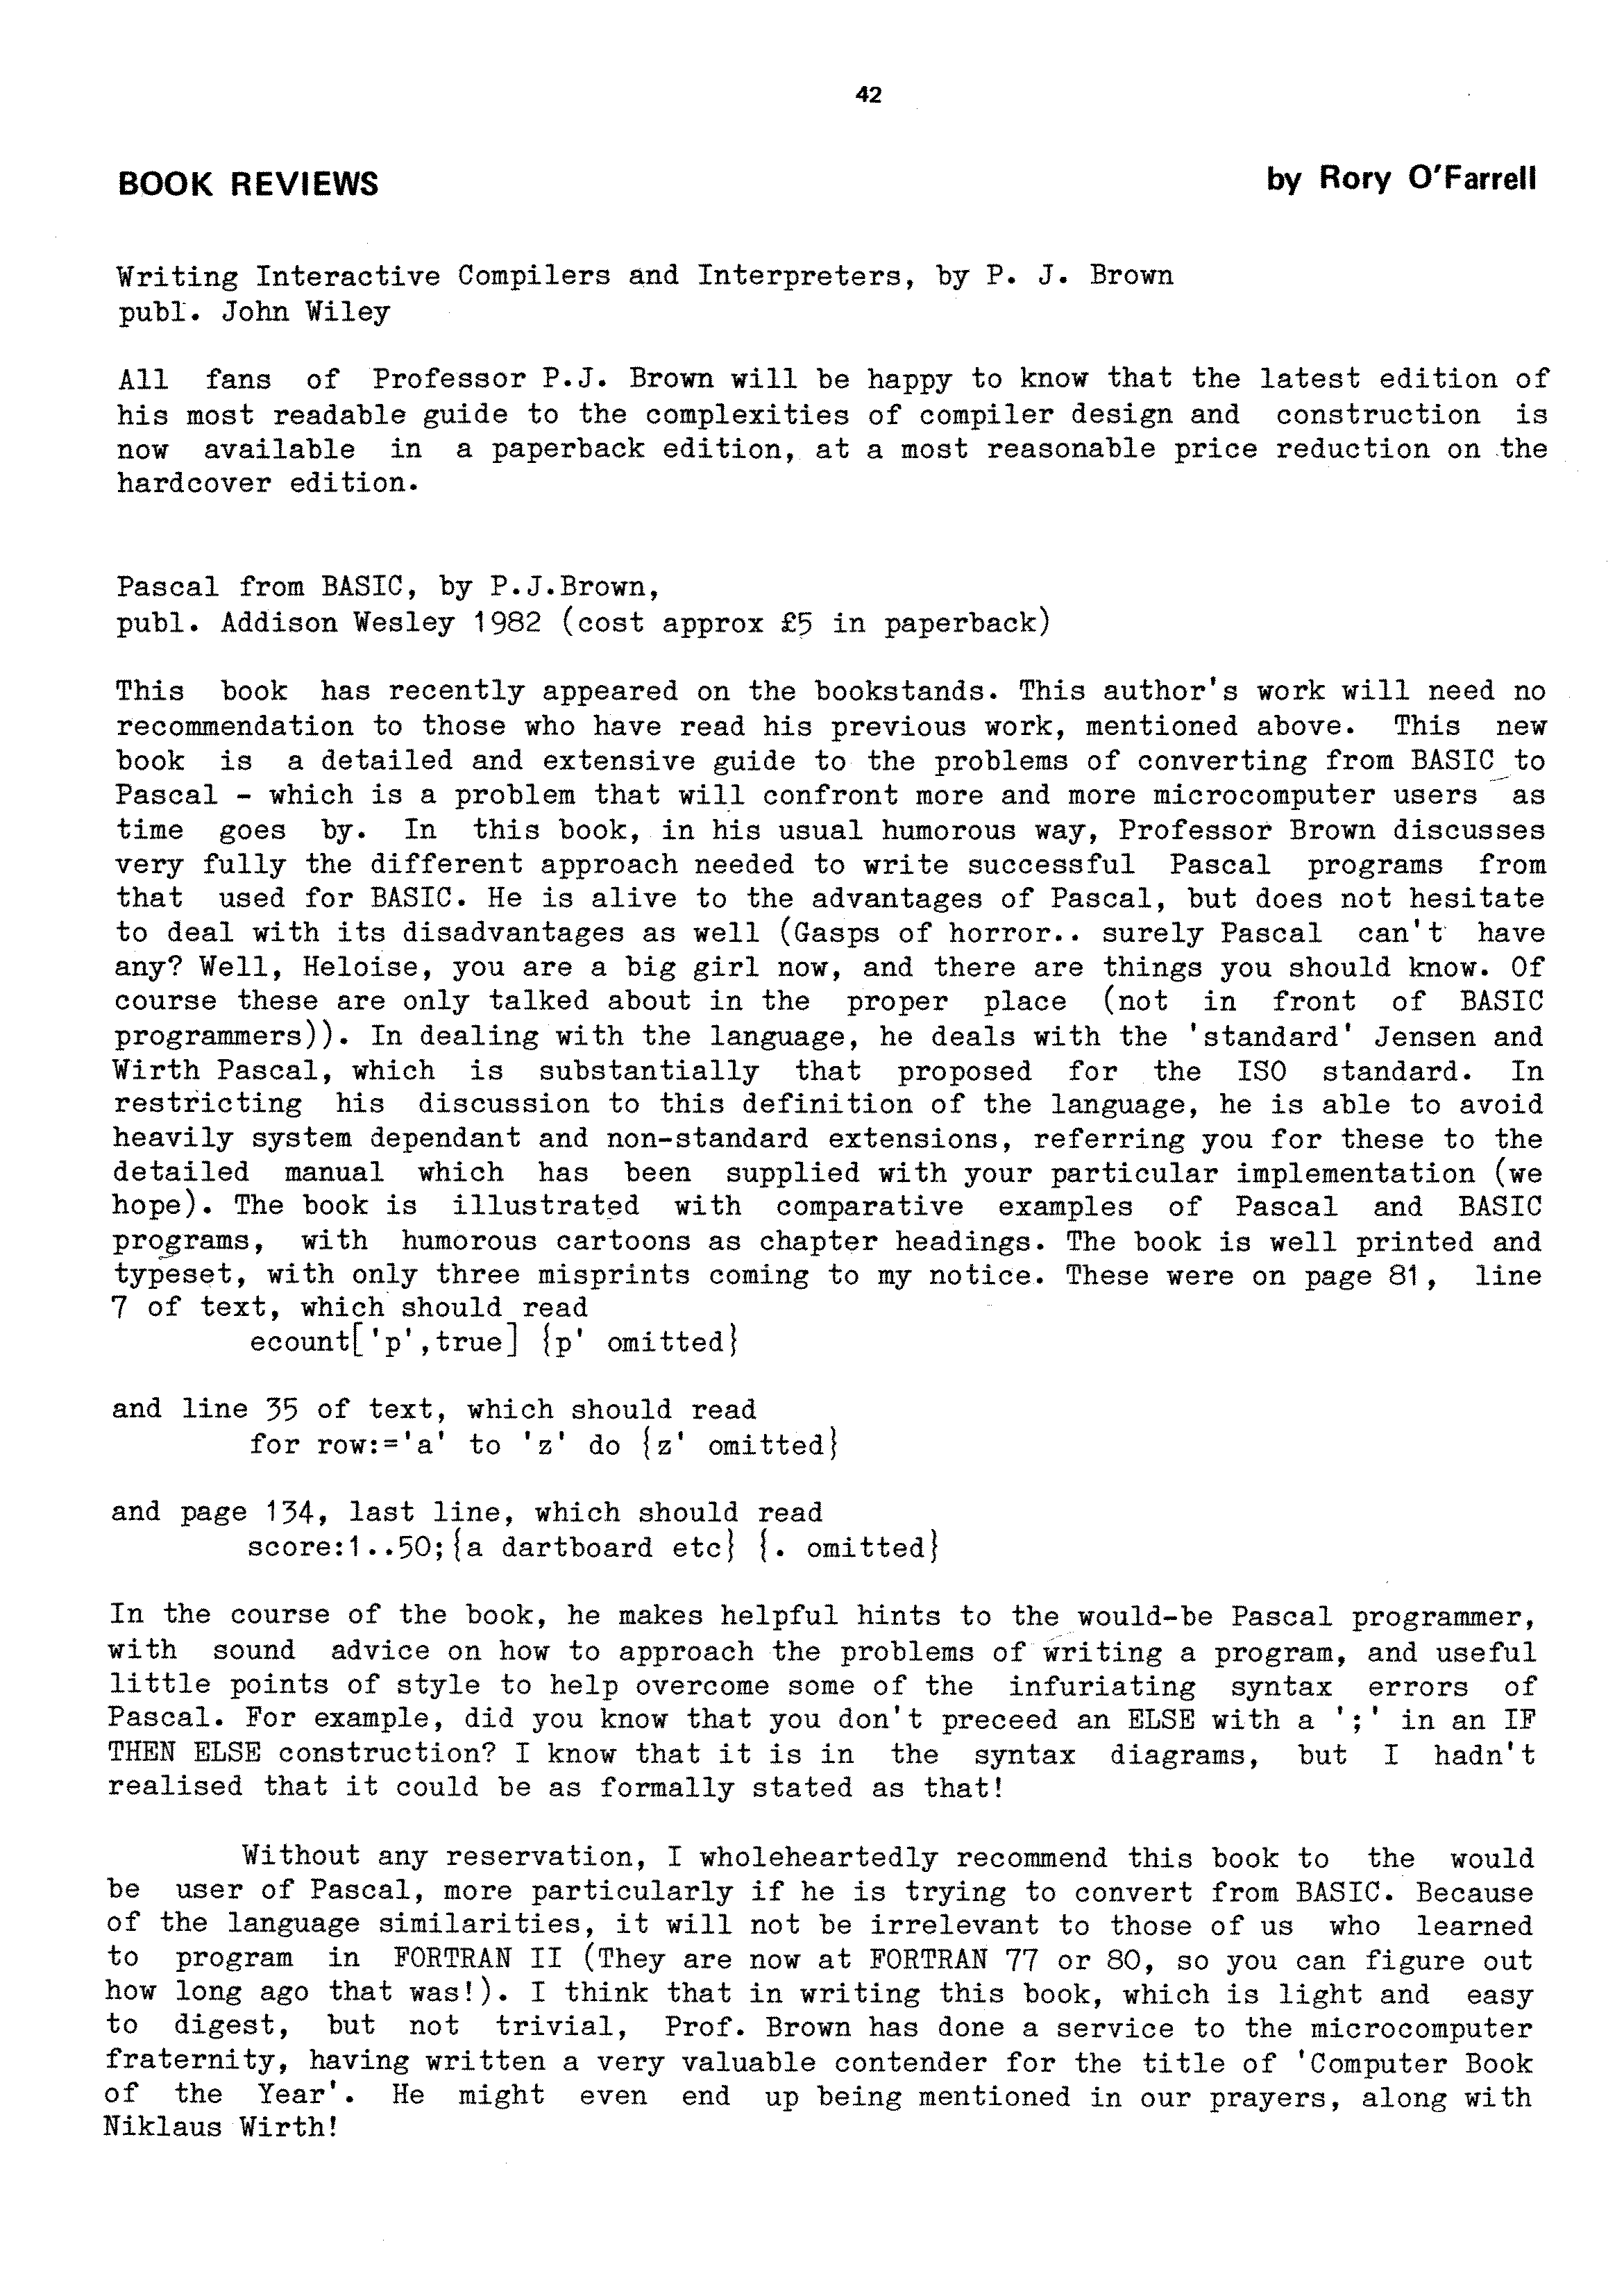 42
BOOK REVIEWS by Rory O'Farrell
Writing Interactive Compilers and Interpreters, by P. J. Brown
publ. John Wiley
All fans of Professor P.J. Brown will be happy to know that the latest edition of
his most readable guide to the complexities of compiler design and construction is
now available in a paperback edition, at a most reasonable price reduction on the
hardcover edition.
Pascal from BASIC, by P.J.Brown,
publ. Addison Wesley 1982 (cost approx £5 in paperback)
This book has recently appeared on the bookstands. This author's work will need no
recommendation to those who have read his previous work, mentioned above. This new
book is a detailed and extensive guide to the problems of converting from BASIC to
Pascal - which is a problem that will confront more and more microcomputer users as
time goes by. In this book, in his usual humorous way, Professor Brown discusses
very fully the different approach needed to write successful Pascal programs from
that used for BASIC. He is alive to the advantages of Pascal, but does not hesitate
to deal with its disadvantages as well (Gasps of horror.. surely Pascal can't have
any? Well, Heloise, you are a big girl now, and there are things you should know. Of
course these are only talked about in the proper place (not in front of BASIC
programmers)). In dealing with the language, he deals with the 'standard' Jensen and
Wirth Pascal, which is substantially that proposed for the ISO standard. In
restricting his discussion to this definition of the language, he is able to avoid
heavily system dependant and non-standard extensions, referring you for these to the
detailed manual which has been supplied with your particular implementation (we
hope). The book is illustrated with comparative examples of Pascal and BASIC
programs, with humorous cartoons as chapter headings. The book is well printed and
typeset, with only three misprints coming to my notice. These were on page 81, line
7 of text, which should read
ecount['p',true] {p' omitted}
and line 35 of text, which should read
for row:='a' to 'z' do {z' omitted}
and page 134, last line, which should read
score:1..50;{a dartboard etc} {. omitted}
In the course of the book, he makes helpful hints to the would-be Pascal programmer,
with sound advice on how to approach the problems of writing a program, and useful
little points of style to help overcome some of the infuriating syntax errors of
Pascal. For example, did you know that you don't preceed an ELSE with a ';' in an IF
THEN ELSE construction? I know that it is in the syntax diagrams, but I hadn't
realised that it could be as formally stated as that!
Without any reservation, I wholeheartedly recommend this book to the would
be user of Pascal, more particularly if he is trying to convert from BASIC. Because
of the language similarities, it will not be irrelevant to those of us who learned
to program in FORTRAN II (They are now at FORTRAN 77 or 80, so you can figure out
how long ago that was!). I think that in writing this book, which is light and easy
to digest, but not trivial, Prof. Brown has done a service to the microcomputer
fraternity, having written a very valuable contender for the title of 'Computer Book
of the Year'. He might even end up being mentioned in our prayers, along with
Niklaus Wirth!